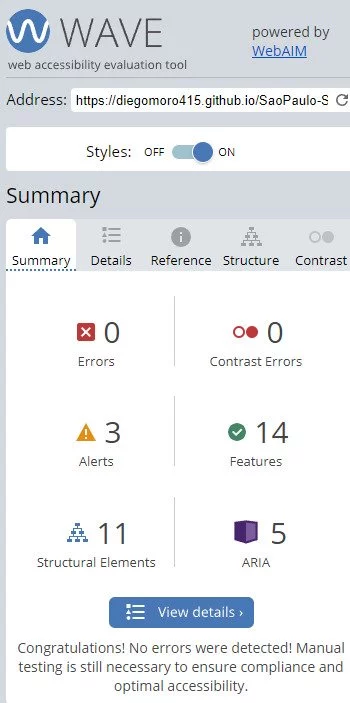 WAVE
powered by
WebAIM
web accessibility evaluation tool
Address: https://diegomoro415.github.io/SaoPaulo-S
Styles: OFF ON
Summary
Summary Details Reference Structure Contrast
0
Errors
0
Contrast Errors
3
Alerts
14
Features
11
Structural Elements
5
ARIA
View details ›
Congratulations! No errors were detected! Manual
testing is still necessary to ensure compliance and
optimal accessibility.